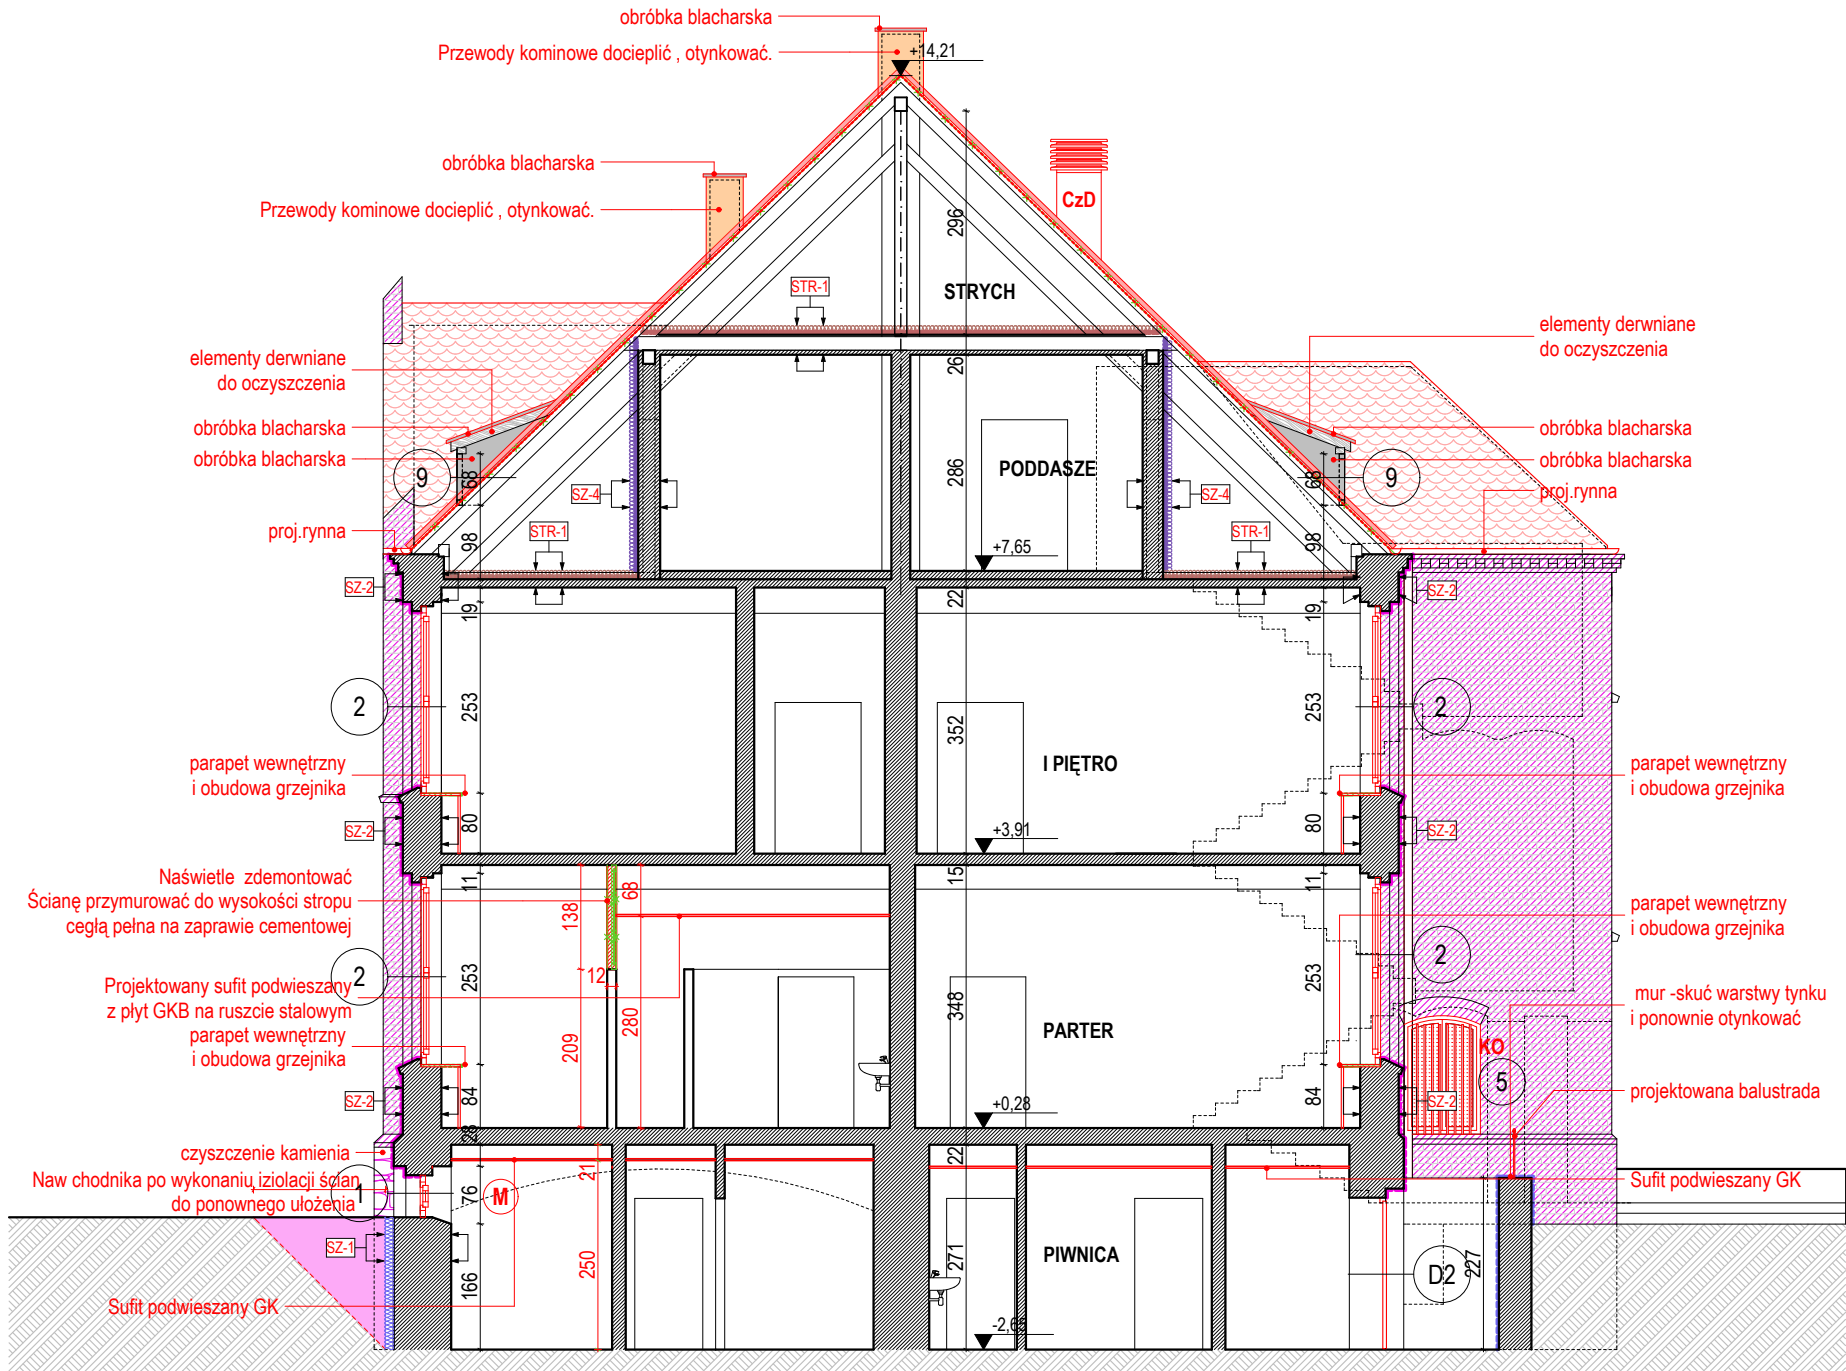 obróbka blacharska
Przewody kominowe docieplić , otynkować.
+14,21
obróbka blacharska
Przewody kominowe docieplić , otynkować.
CzD
296
STR-1
STRYCH
elementy derwniane
do oczyszczenia
obróbka blacharska
obróbka blacharska
proj.rynna
elementy derwniane
do oczyszczenia
obróbka blacharska
obróbka blacharska
proj.rynna
26
286
PODDASZE
9
68
98
SZ-4
STR-1
SZ-4
STR-1
9
68
98
+7,65
SZ-2
19
22
19
SZ-2
2
253
352
253
2
I PIĘTRO
parapet wewnętrzny
i obudowa grzejnika
parapet wewnętrzny
i obudowa grzejnika
SZ-2
80
+3,91
80
SZ-2
Naświetle zdemontować
Ścianę przymurować do wysokości stropu
cegłą pełna na zaprawie cementowej
11
138
68
15
11
parapet wewnętrzny
i obudowa grzejnika
2
253
12
280
209
348
253
2
Projektowany sufit podwieszany
z płyt GKB na ruszcie stalowym
parapet wewnętrzny
i obudowa grzejnika
PARTER
mur -skuć warstwy tynku
i ponownie otynkować
KO
5
projektowana balustrada
SZ-2
84
+0,28
84
SZ-2
28
czyszczenie kamienia
Naw chodnika po wykonaniu iziolacji ścian
do ponownego ułożenia
1
76
M
21
22
Sufit podwieszany GK
SZ-1
166
250
271
PIWNICA
D2
227
Sufit podwieszany GK
-2,65